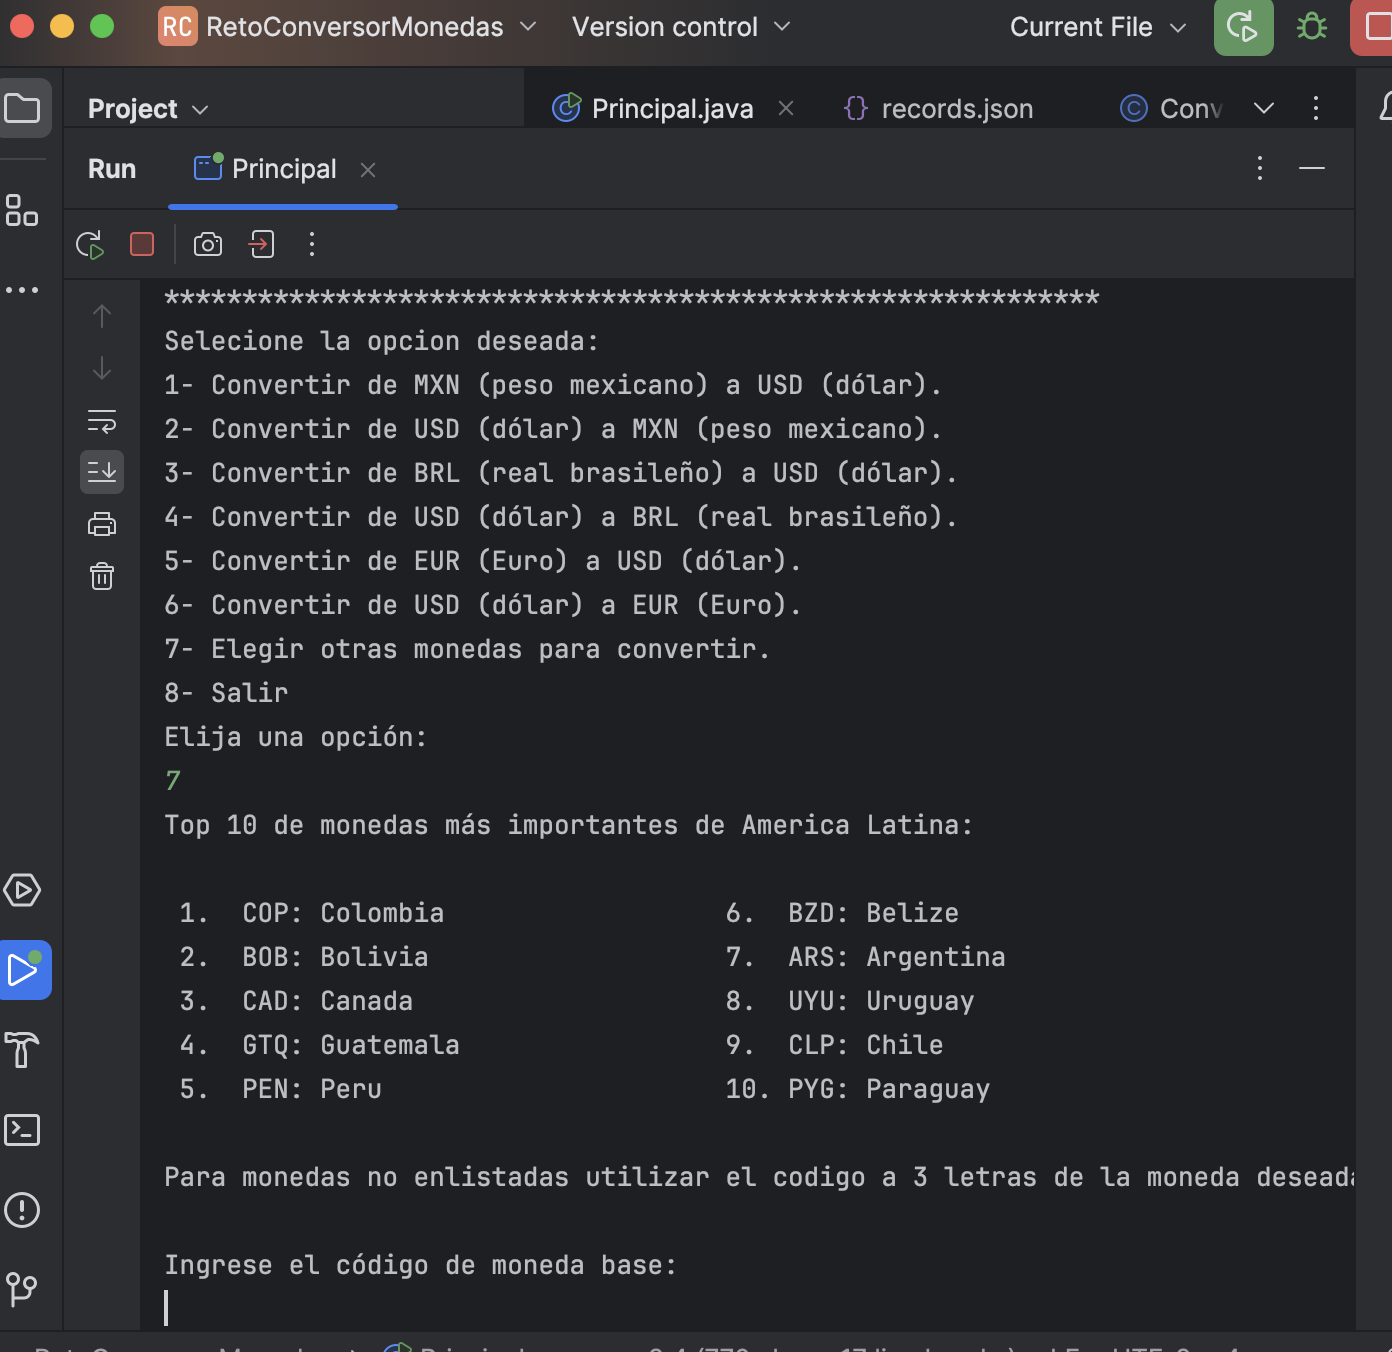 RC RetoConversorMonedas Version control Current File
Project Principal.java records.json Conv
Run Principal
************************************************************
Selecione la opcion deseada:
1- Convertir de MXN (peso mexicano) a USD (dólar).
2- Convertir de USD (dólar) a MXN (peso mexicano).
3- Convertir de BRL (real brasileño) a USD (dólar).
4- Convertir de USD (dólar) a BRL (real brasileño).
5- Convertir de EUR (Euro) a USD (dólar).
6- Convertir de USD (dólar) a EUR (Euro).
7- Elegir otras monedas para convertir.
8- Salir
Elija una opción:
7
Top 10 de monedas más importantes de America Latina:
1. COP: Colombia 6. BZD: Belize
2. BOB: Bolivia 7. ARS: Argentina
3. CAD: Canada 8. UYU: Uruguay
4. GTQ: Guatemala 9. CLP: Chile
5. PEN: Peru 10. PYG: Paraguay
Para monedas no enlistadas utilizar el codigo a 3 letras de la moneda deseada
Ingrese el código de moneda base: